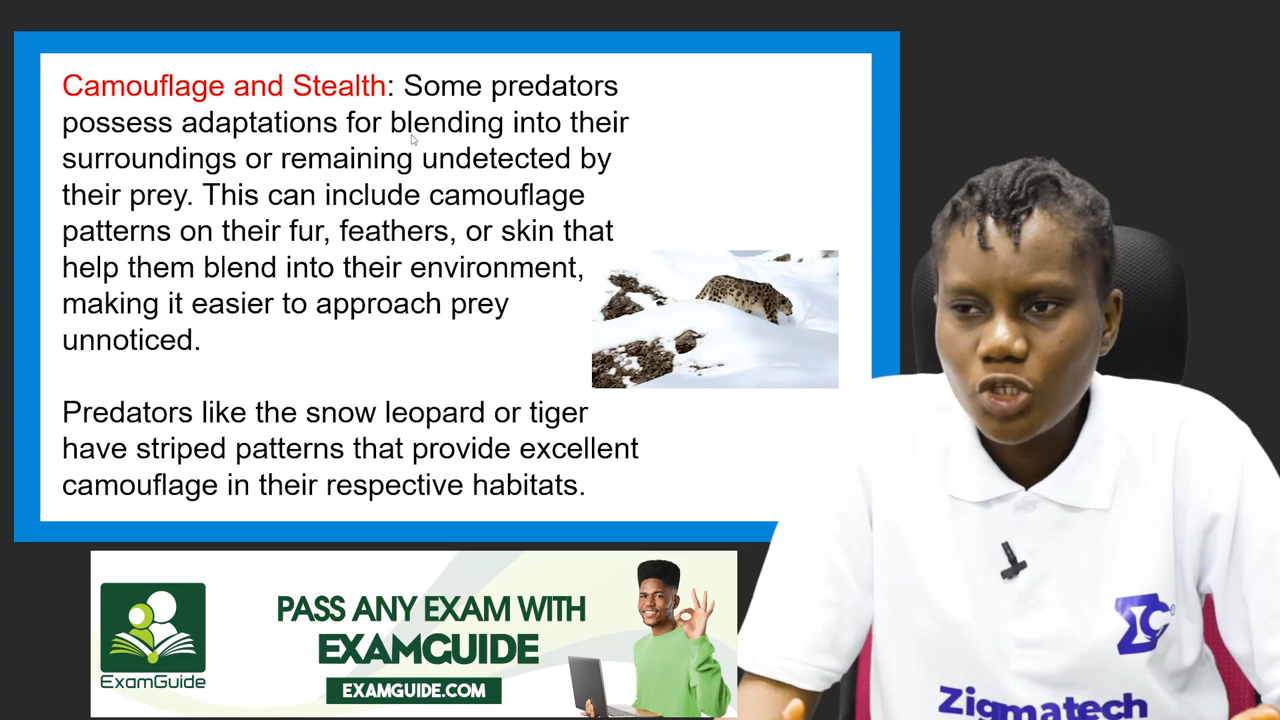 Camouflage and Stealth: Some predators
possess adaptations for blending into their
surroundings or remaining undetected by
their prey. This can include camouflage
patterns on their fur, feathers, or skin that
help them blend into their environment,
making it easier to approach prey
unnoticed.
Predators like the snow leopard or tiger
have striped patterns that provide excellent
camouflage in their respective habitats.
ExamGuide
PASS ANY EXAM WITH
EXAMGUIDE
EXAMGUIDE.COM
Zigmatech